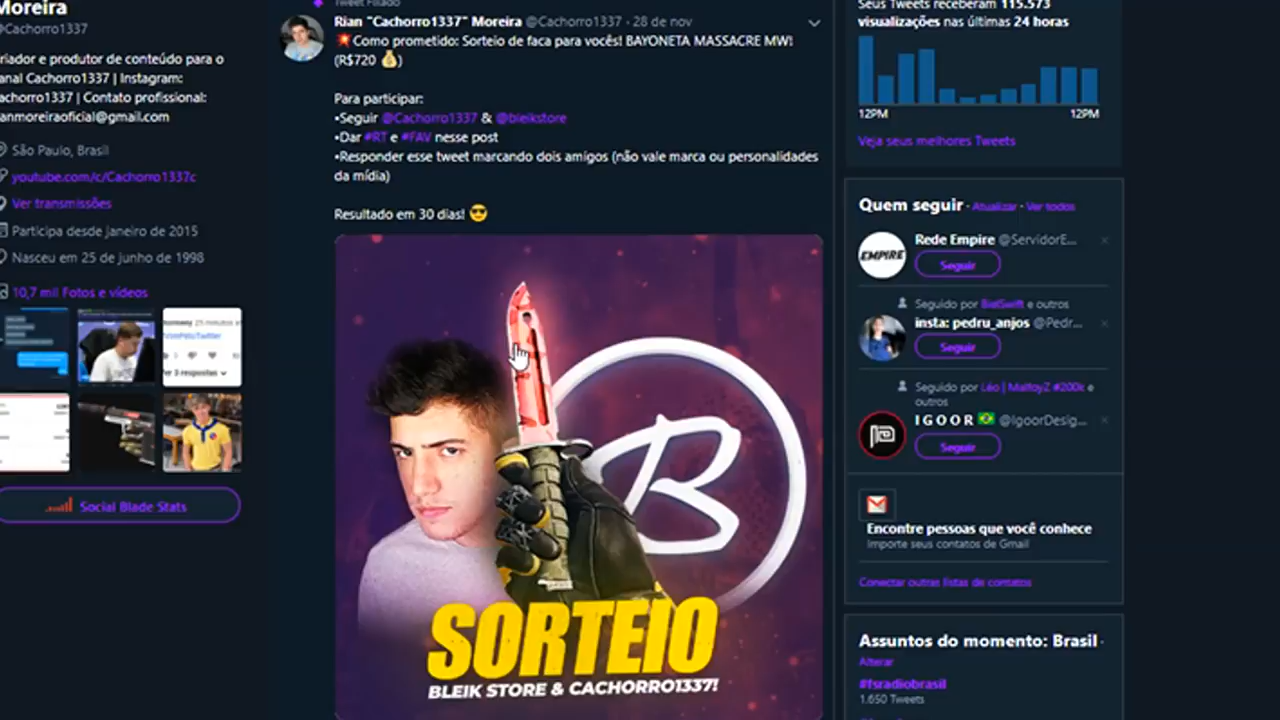 Moreira
@Cachorro1337
riador e produtor de conteúdo para o
anal Cachorro1337 | Instagram:
achorro1337 | Contato profissional:
anmoreiraoficial@gmail.com
São Paulo, Brasil
youtube.com/c/Cachorro1337c
Ver transmissões
Participa desde janeiro de 2015
Nasceu em 25 de junho de 1998
10,7 mil Fotos e vídeos
Ver 3 respostas
Social Blade Stats
Tweet Fixado
Rian "Cachorro1337" Moreira @Cachorro1337 · 28 de nov
💥Como prometido: Sorteio de faca para vocês! BAYONETA MASSACRE MW!
(R$720 💰)
Para participar:
•Seguir @Cachorro1337 & @bleikstore
•Dar #RT e #FAV nesse post
•Responder esse tweet marcando dois amigos (não vale marca ou personalidades
da mídia)
Resultado em 30 dias! 😎
B
SORTEIO
BLEIK STORE & CACHORRO1337!
Seus Tweets receberam 115.573
visualizações nas últimas 24 horas
12PM 12PM
Veja seus melhores Tweets
Quem seguir · Atualizar · Ver todos
EMPIRE
Rede Empire @ServidorE...
Seguir
Seguido por BielSwift e outros
insta: pedru_anjos @Pedr...
Seguir
Seguido por Léo | MalfoyZ #200k e
outros
I G O O R 🇧🇷 @IgoorDesig...
Seguir
Encontre pessoas que você conhece
Importe seus contatos de Gmail
Conectar outras listas de contatos
Assuntos do momento: Brasil ·
Alterar
#fsradiobrasil
1.650 Tweets